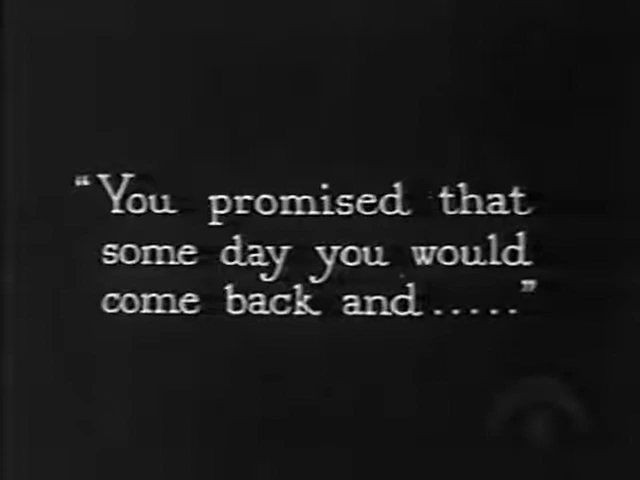 “You promised that
some day you would
come back and.....”